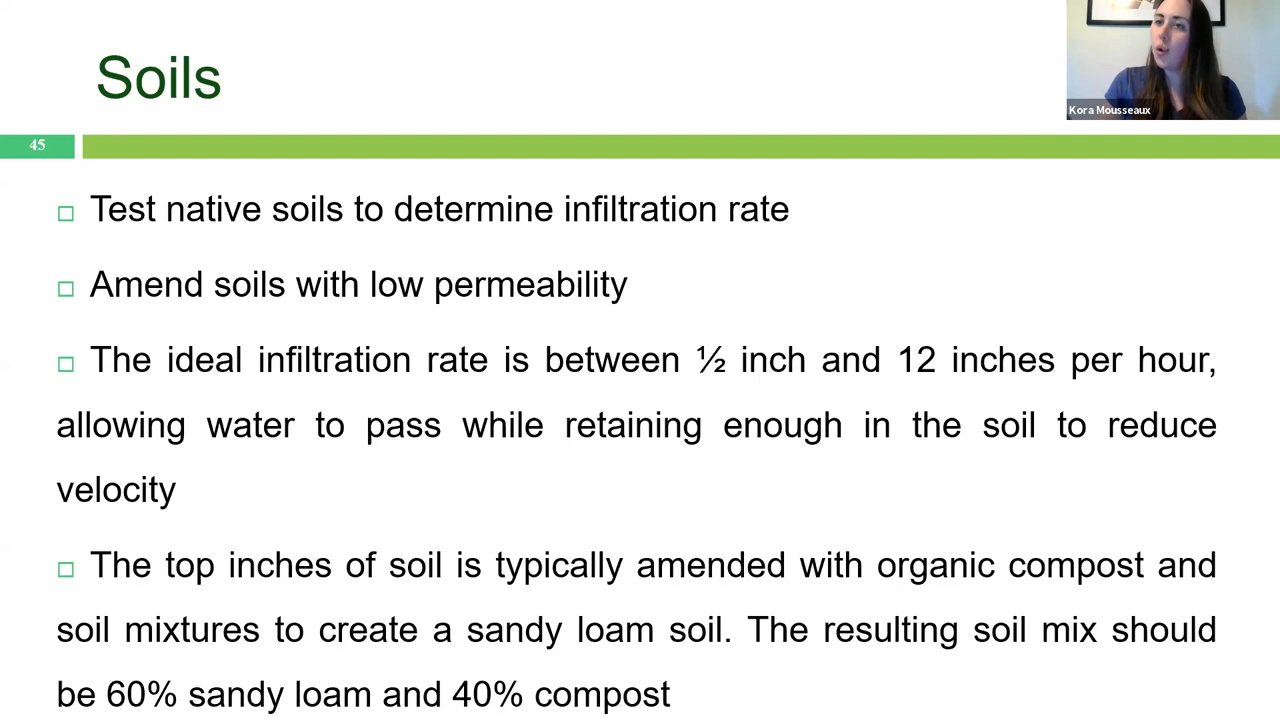 Soils
Kora Mousseaux
45
Test native soils to determine infiltration rate
Amend soils with low permeability
The ideal infiltration rate is between ½ inch and 12 inches per hour,
allowing water to pass while retaining enough in the soil to reduce
velocity
The top inches of soil is typically amended with organic compost and
soil mixtures to create a sandy loam soil. The resulting soil mix should
be 60% sandy loam and 40% compost